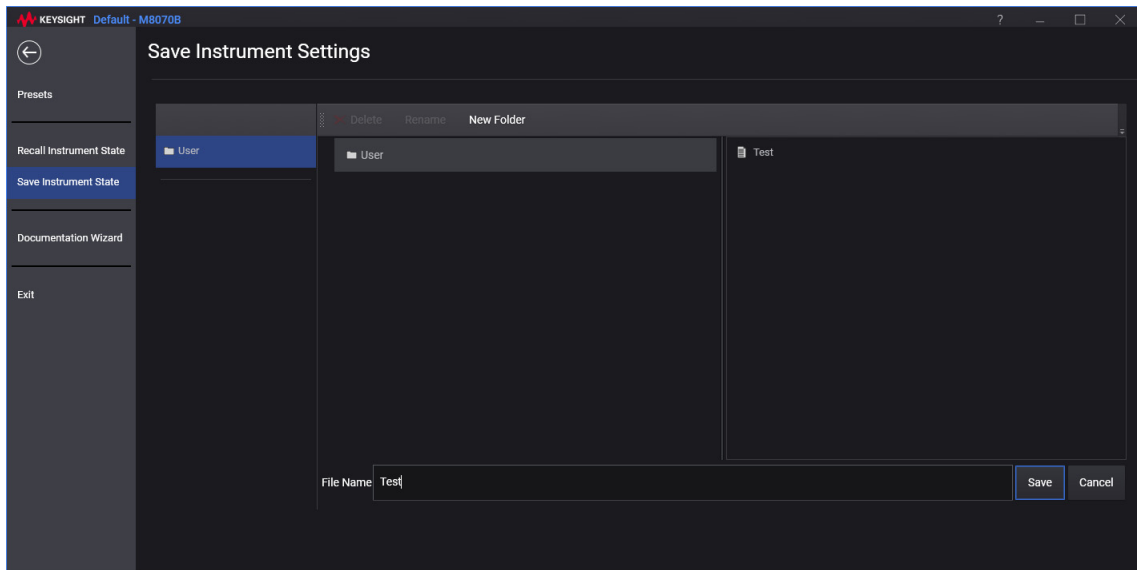 KEYSIGHT Default - M8070B ?
Save Instrument Settings
Presets
Delete Rename New Folder
Recall Instrument State
User
User
Test
Save Instrument State
Documentation Wizard
Exit
File Name Test
Save Cancel